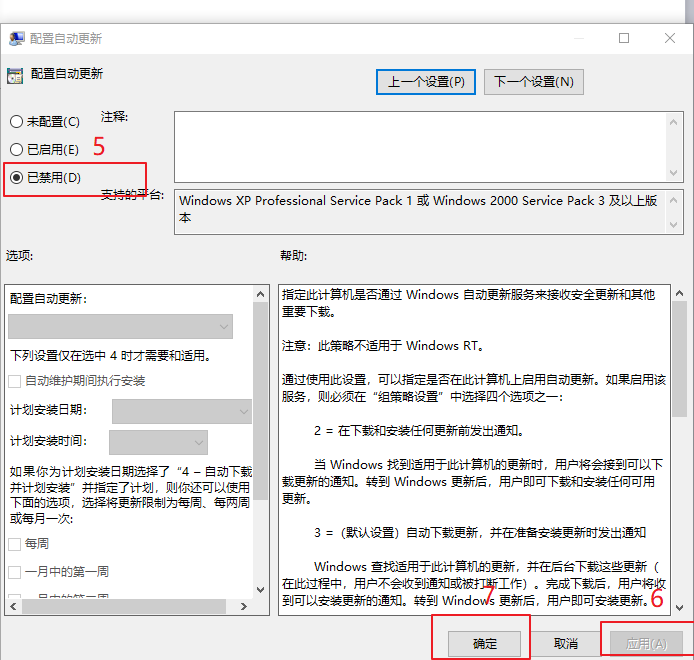 配置自动更新
配置自动更新
上一个设置(P)
下一个设置(N)
未配置(C)
注释:
已启用(E)
5
已禁用(D)
支持的平台:
Windows XP Professional Service Pack 1 或 Windows 2000 Service Pack 3 及以上版
本
选项:
帮助:
配置自动更新:
下列设置仅在选中 4 时才需要和适用。
自动维护期间执行安装
计划安装日期:
计划安装时间:
如果你为计划安装日期选择了“4 – 自动下载
并计划安装”并指定了计划，则你还可以使用
下面的选项，选择将更新限制为每周、每两周
或每月一次:
每周
一月中的第一周
一月中的第二周
指定此计算机是否通过 Windows 自动更新服务来接收安全更新和其他
重要下载。
注意：此策略不适用于 Windows RT。
通过使用此设置，可以指定是否在此计算机上启用自动更新。如果启用该
服务，则必须在“组策略设置”中选择四个选项之一:
2 = 在下载和安装任何更新前发出通知。
当 Windows 找到适用于此计算机的更新时，用户将会接到可以下
载更新的通知。转到 Windows 更新后，用户即可下载和安装任何可用
更新。
3 =（默认设置）自动下载更新，并在准备安装更新时发出通知
Windows 查找适用于此计算机的更新，并在后台下载这些更新（
在此过程中，用户不会收到通知或被打断工作）。完成下载后，用户将收
到可以安装更新的通知。转到 Windows 更新后，用户即可安装更新。
7
6
确定
取消
应用(A)